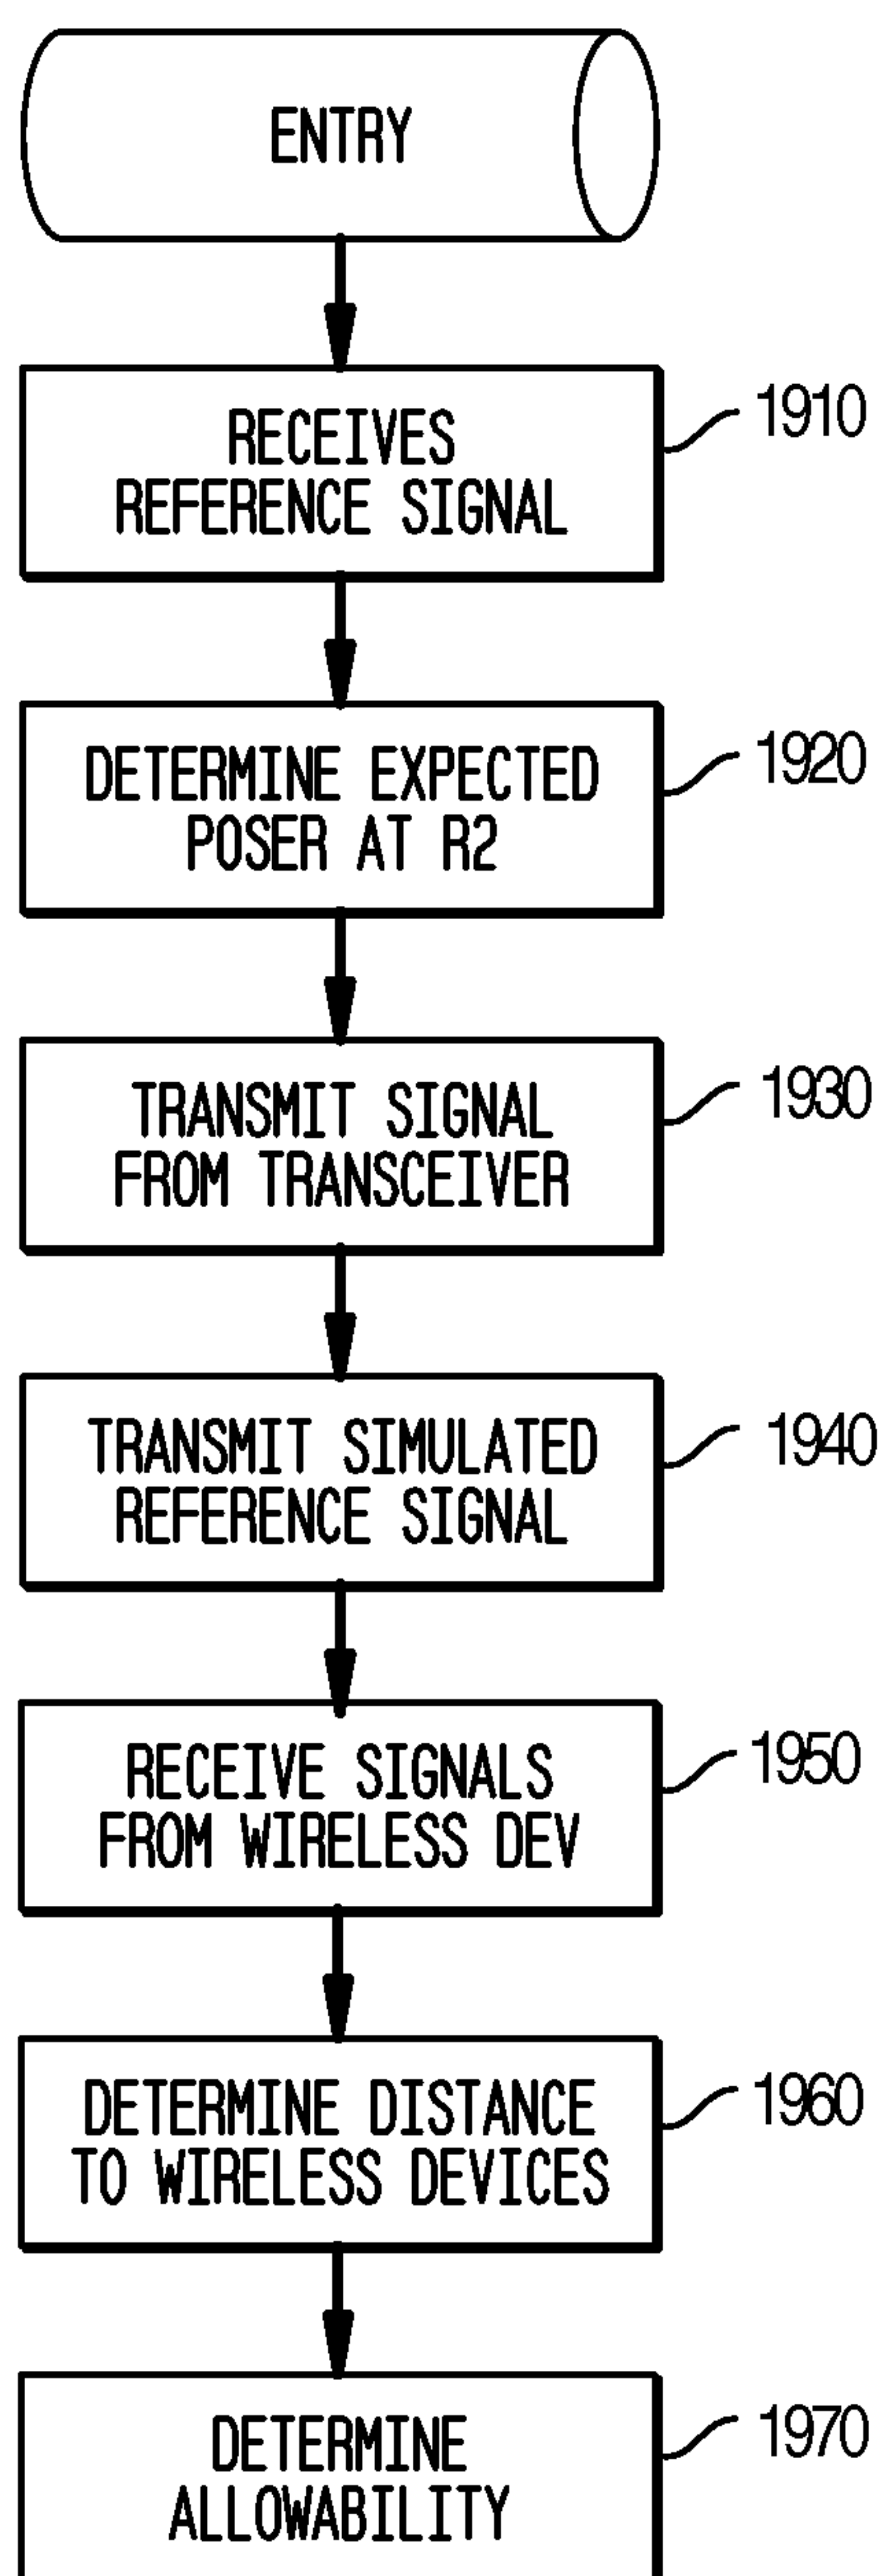 ENTRY
RECEIVES
REFERENCE SIGNAL
1910
DETERMINE EXPECTED
POSER AT R2
1920
TRANSMIT SIGNAL
FROM TRANSCEIVER
1930
TRANSMIT SIMULATED
REFERENCE SIGNAL
1940
RECEIVE SIGNALS
FROM WIRELESS DEV
1950
DETERMINE DISTANCE
TO WIRELESS DEVICES
1960
DETERMINE
ALLOWABILITY
1970